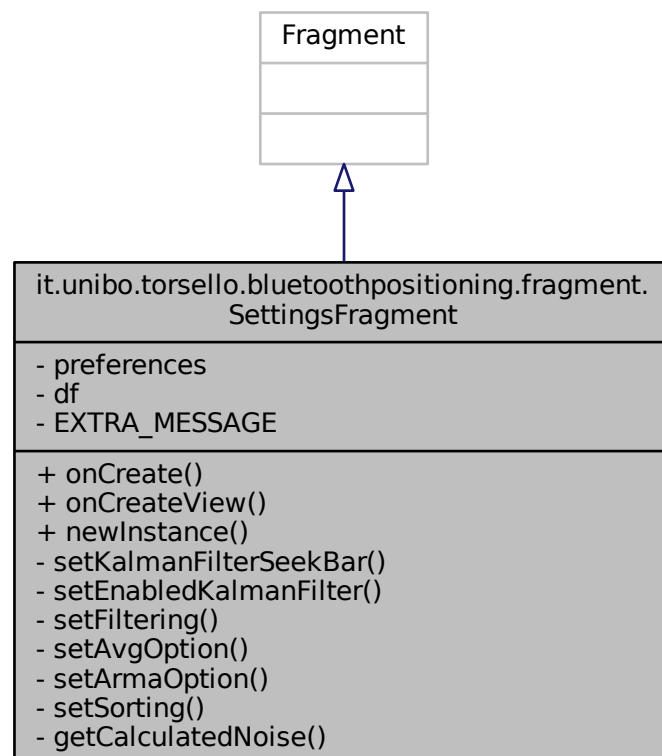 Fragment
it.unibo.torsello.bluetoothpositioning.fragment.
SettingsFragment
- preferences
- df
- EXTRA_MESSAGE
+ onCreate()
+ onCreateView()
+ newInstance()
- setKalmanFilterSeekBar()
- setEnabledKalmanFilter()
- setFiltering()
- setAvgOption()
- setArmaOption()
- setSorting()
- getCalculatedNoise()